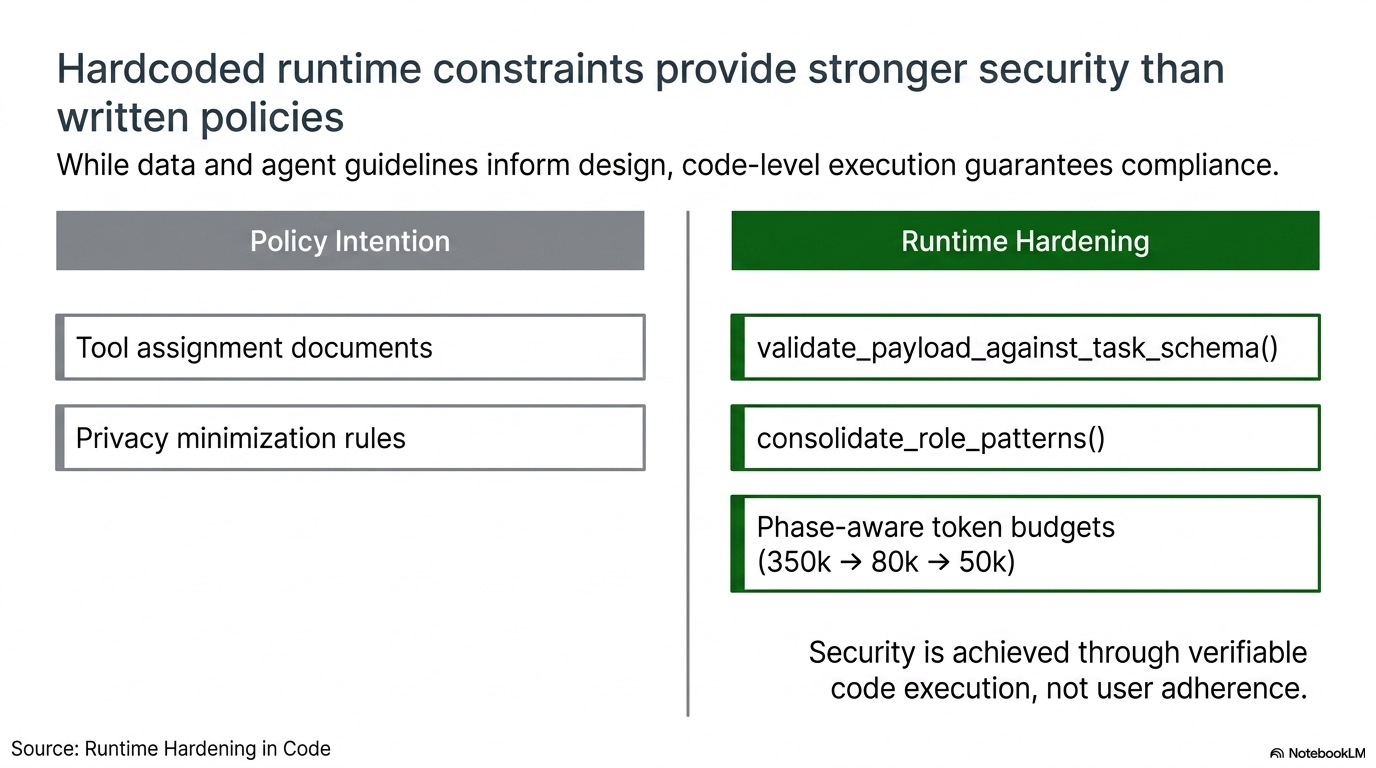 Hardcoded runtime constraints provide stronger security than
written policies
While data and agent guidelines inform design, code-level execution guarantees compliance.
Policy Intention
Tool assignment documents
Privacy minimization rules
Runtime Hardening
validate_payload_against_task_schema()
consolidate_role_patterns()
Phase-aware token budgets
(350k → 80k → 50k)
Security is achieved through verifiable
code execution, not user adherence.
Source: Runtime Hardening in Code
NotebookLM